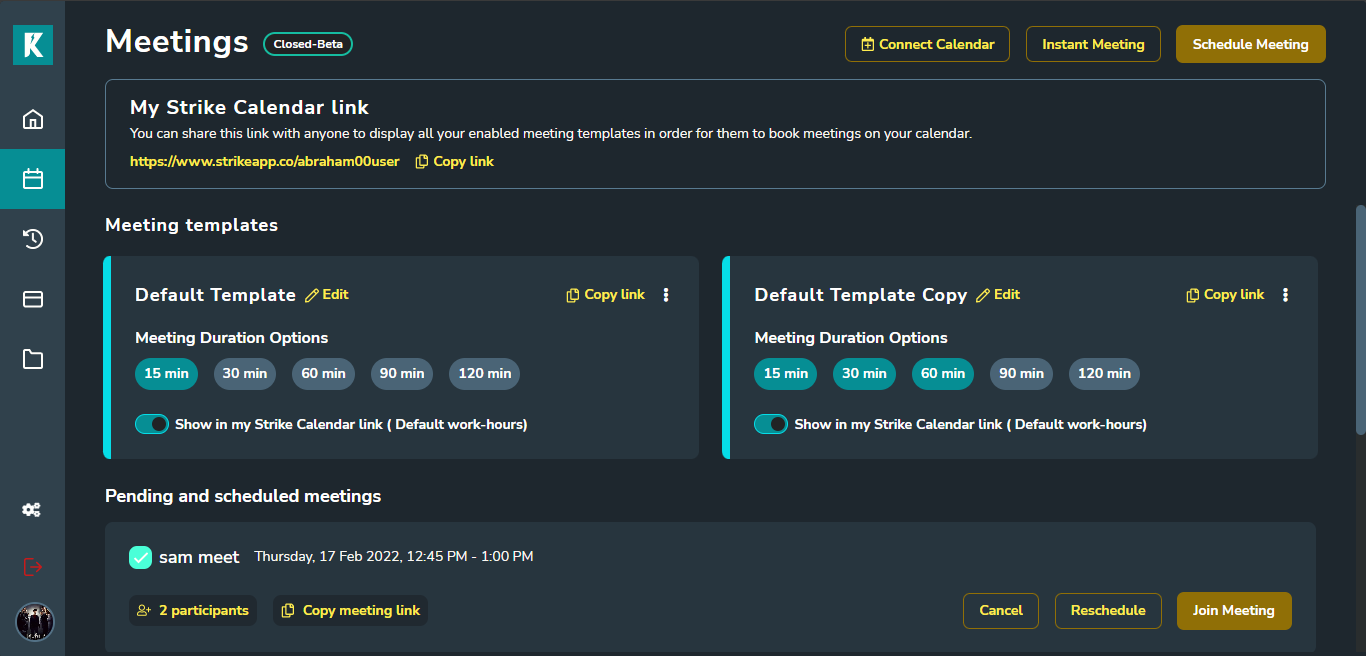 K
Meetings Closed-Beta
Connect Calendar Instant Meeting Schedule Meeting
My Strike Calendar link
You can share this link with anyone to display all your enabled meeting templates in order for them to book meetings on your calendar.
https://www.strikeapp.co/abraham00user Copy link
Meeting templates
Default Template Edit Copy link
Meeting Duration Options
15 min 30 min 60 min 90 min 120 min
Show in my Strike Calendar link ( Default work-hours)
Default Template Copy Edit Copy link
Meeting Duration Options
15 min 30 min 60 min 90 min 120 min
Show in my Strike Calendar link ( Default work-hours)
Pending and scheduled meetings
sam meet Thursday, 17 Feb 2022, 12:45 PM - 1:00 PM
2 participants Copy meeting link Cancel Reschedule Join Meeting